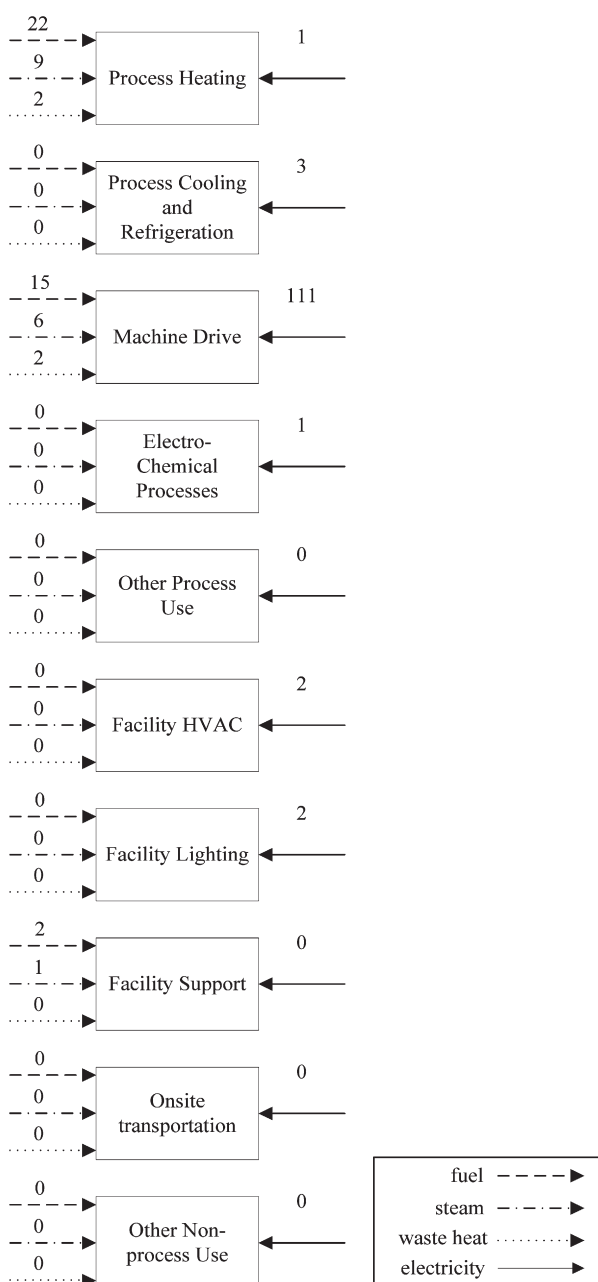 22
1
9
Process Heating
2
0
3
0
Process Cooling
and
0
Refrigeration
15
111
6
Machine Drive
2
0
1
0
Electro-
Chemical
0
Processes
0
0
0
Other Process
Use
0
0
2
0
Facility HVAC
0
0
2
0
Facility Lighting
0
2
0
1
Facility Support
0
0
0
0
Onsite
transportation
0
0
0
0
Other Non-
process Use
0
fuel
steam
waste heat
electricity